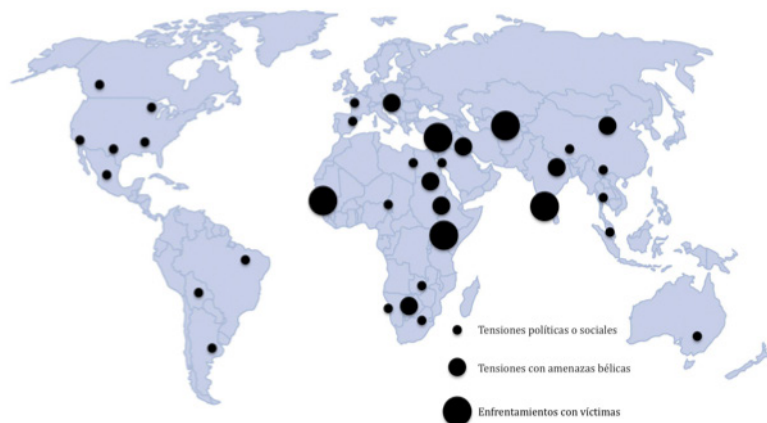 Tensiones políticas o sociales
Tensiones con amenazas bélicas
Enfrentamientos con víctimas